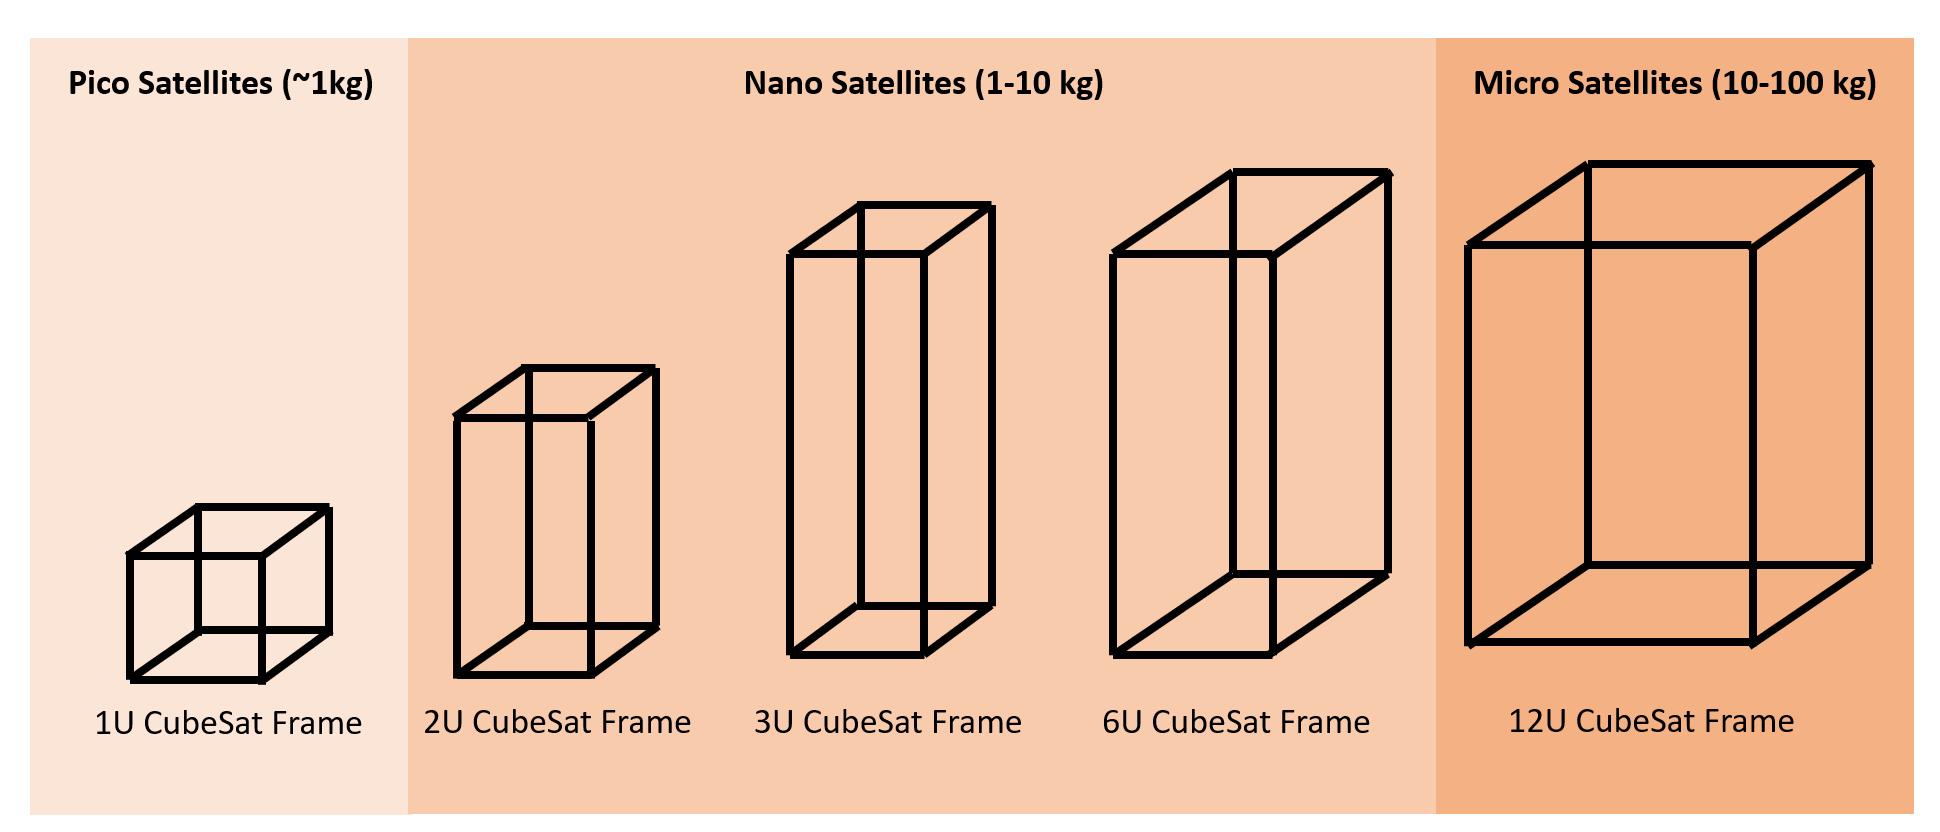 Pico Satellites (~1kg)
Nano Satellites (1-10 kg)
Micro Satellites (10-100 kg)
1U CubeSat Frame
2U CubeSat Frame
3U CubeSat Frame
6U CubeSat Frame
12U CubeSat Frame